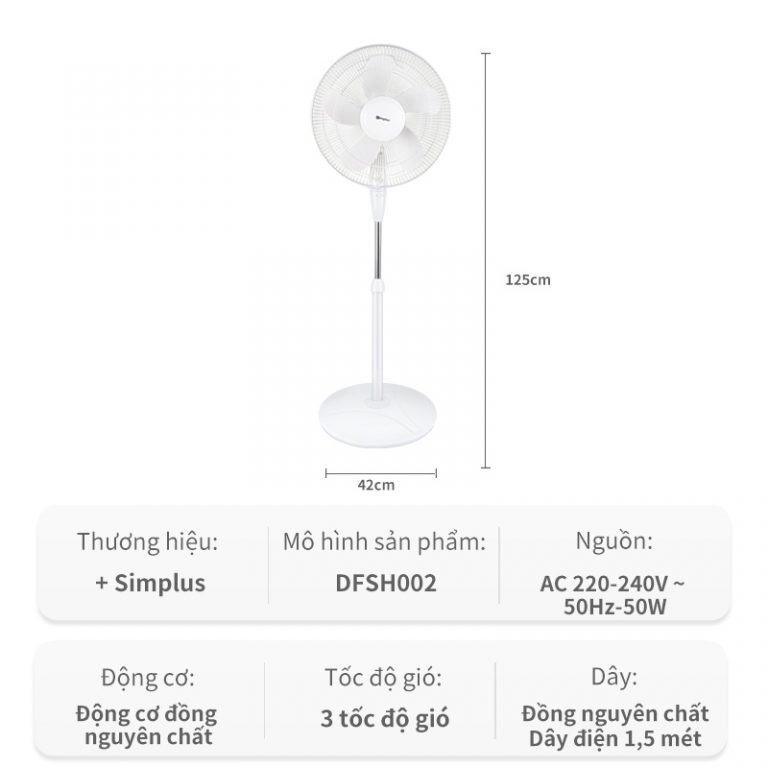 Simplus
125cm
42cm
Thương hiệu:
+ Simplus
Mô hình sản phẩm:
DFSH002
Nguồn:
AC 220-240V ~
50Hz-50W
Động cơ:
Động cơ đồng
nguyên chất
Tốc độ gió:
3 tốc độ gió
Dây:
Đồng nguyên chất
Dây điện 1,5 mét